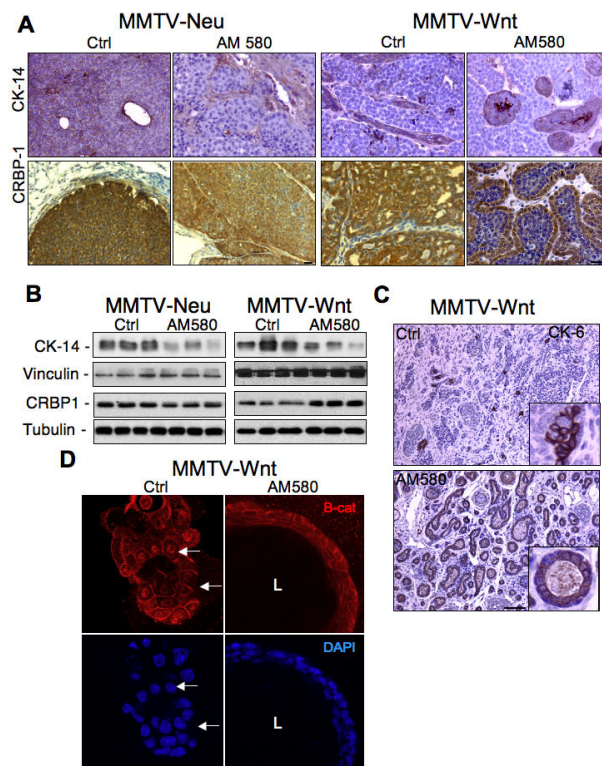 A
MMTV-Neu
MMTV-Wnt
Ctrl
AM 580
Ctrl
AM580
CK-14
CRBP-1
B
MMTV-Neu
MMTV-Wnt
Ctrl AM580
Ctrl AM580
CK-14 -
Vinculin -
CRBP1 -
Tubulin -
C
MMTV-Wnt
Ctrl
CK-6
AM580
D
MMTV-Wnt
Ctrl
AM580
B-cat
L
DAPI
L